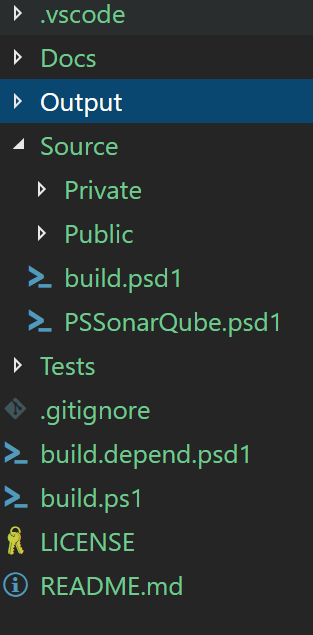 .vscode
Docs
Output
Source
Private
Public
build.psd1
PSSonarQube.psd1
Tests
.gitignore
build.depend.psd1
build.ps1
LICENSE
README.md